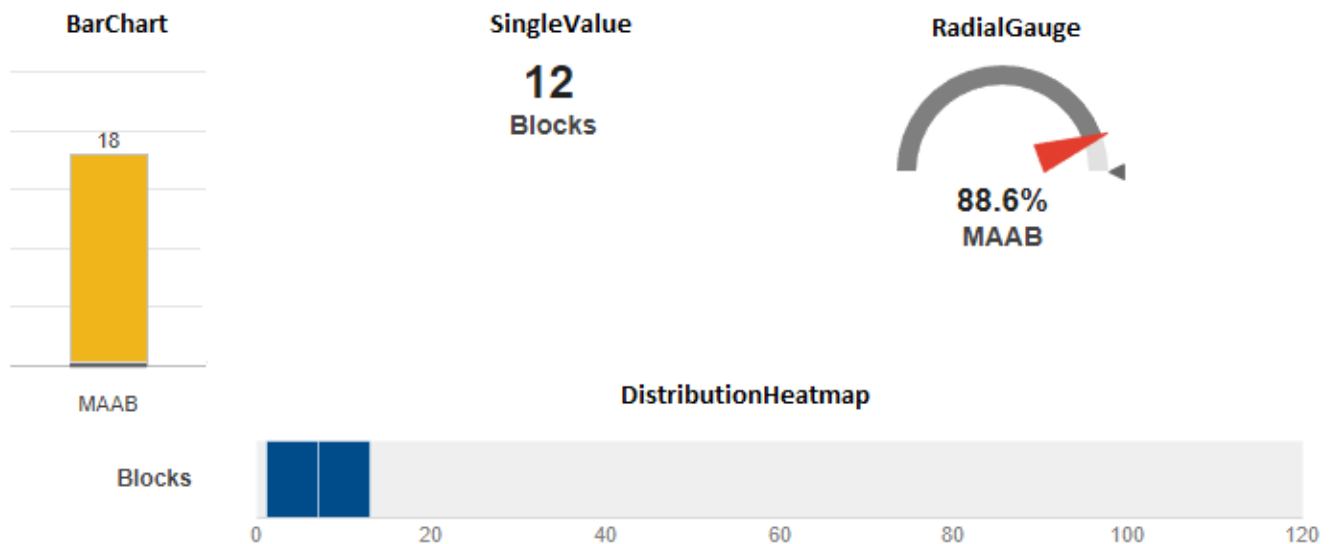 BarChart
18
MAAB
SingleValue
12
Blocks
RadialGauge
88.6%
MAAB
DistributionHeatmap
Blocks
0 20 40 60 80 100 120